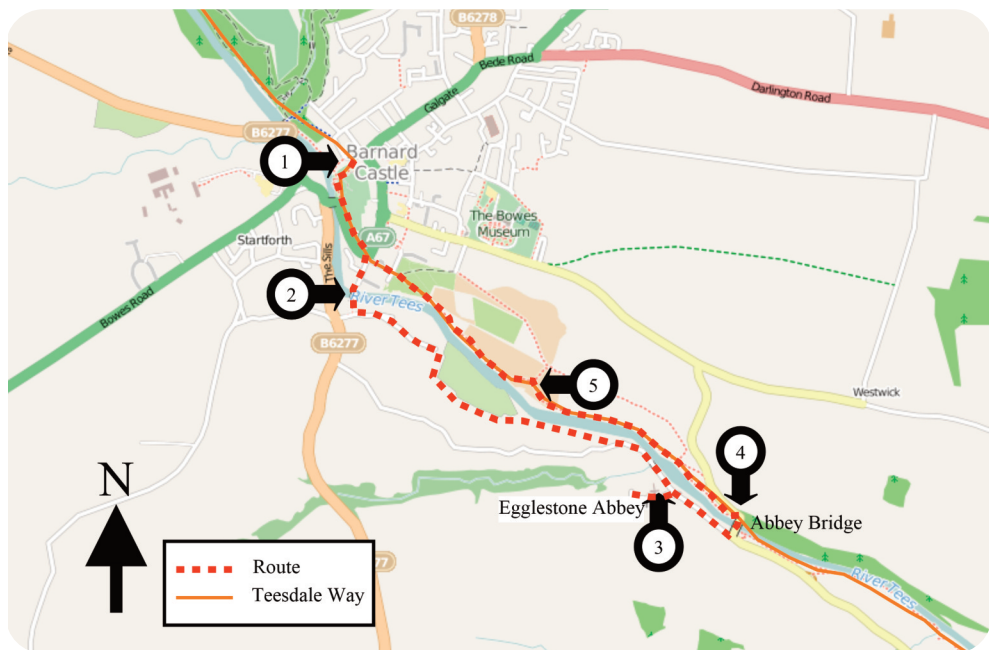 B6278
Bede Road
Darlington Road
Galgate
B6277
1
Barnard
Castle
The Bowes
Museum
A67
Startforth
The Sills
Bowes Road
2
River Tees
B6277
5
Westwick
4
N
Egglestone Abbey
Abbey Bridge
3
River Tees
Route
Teesdale Way